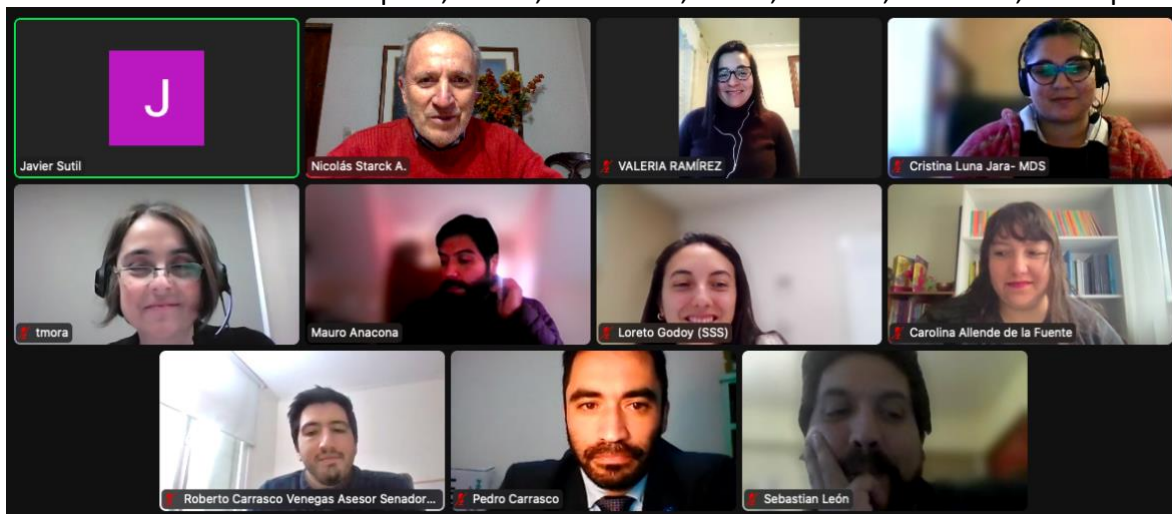 J
Javier Sutil
Nicolás Starck A.
VALERIA RAMÍREZ
Cristina Luna Jara- MDS
tmora
Mauro Anacona
Loreto Godoy (SSS)
Carolina Allende de la Fuente
Roberto Carrasco Venegas Asesor Senador...
Pedro Carrasco
Sebastian León